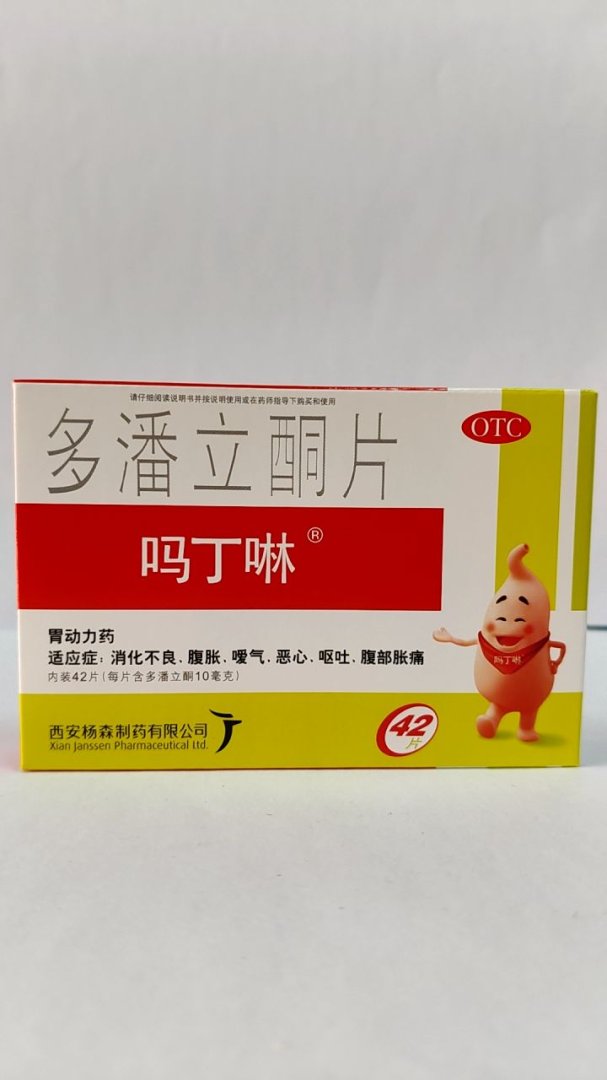 请仔细阅读说明书并按说明使用或在药师指导下购买和使用
多潘立酮片
OTC
吗丁啉®
胃动力药
适应症：消化不良、腹胀、嗳气、恶心、呕吐、腹部胀痛
内装42片（每片含多潘立酮10毫克）
吗丁啉
西安杨森制药有限公司
Xian Janssen Pharmaceutical Ltd.
42
片